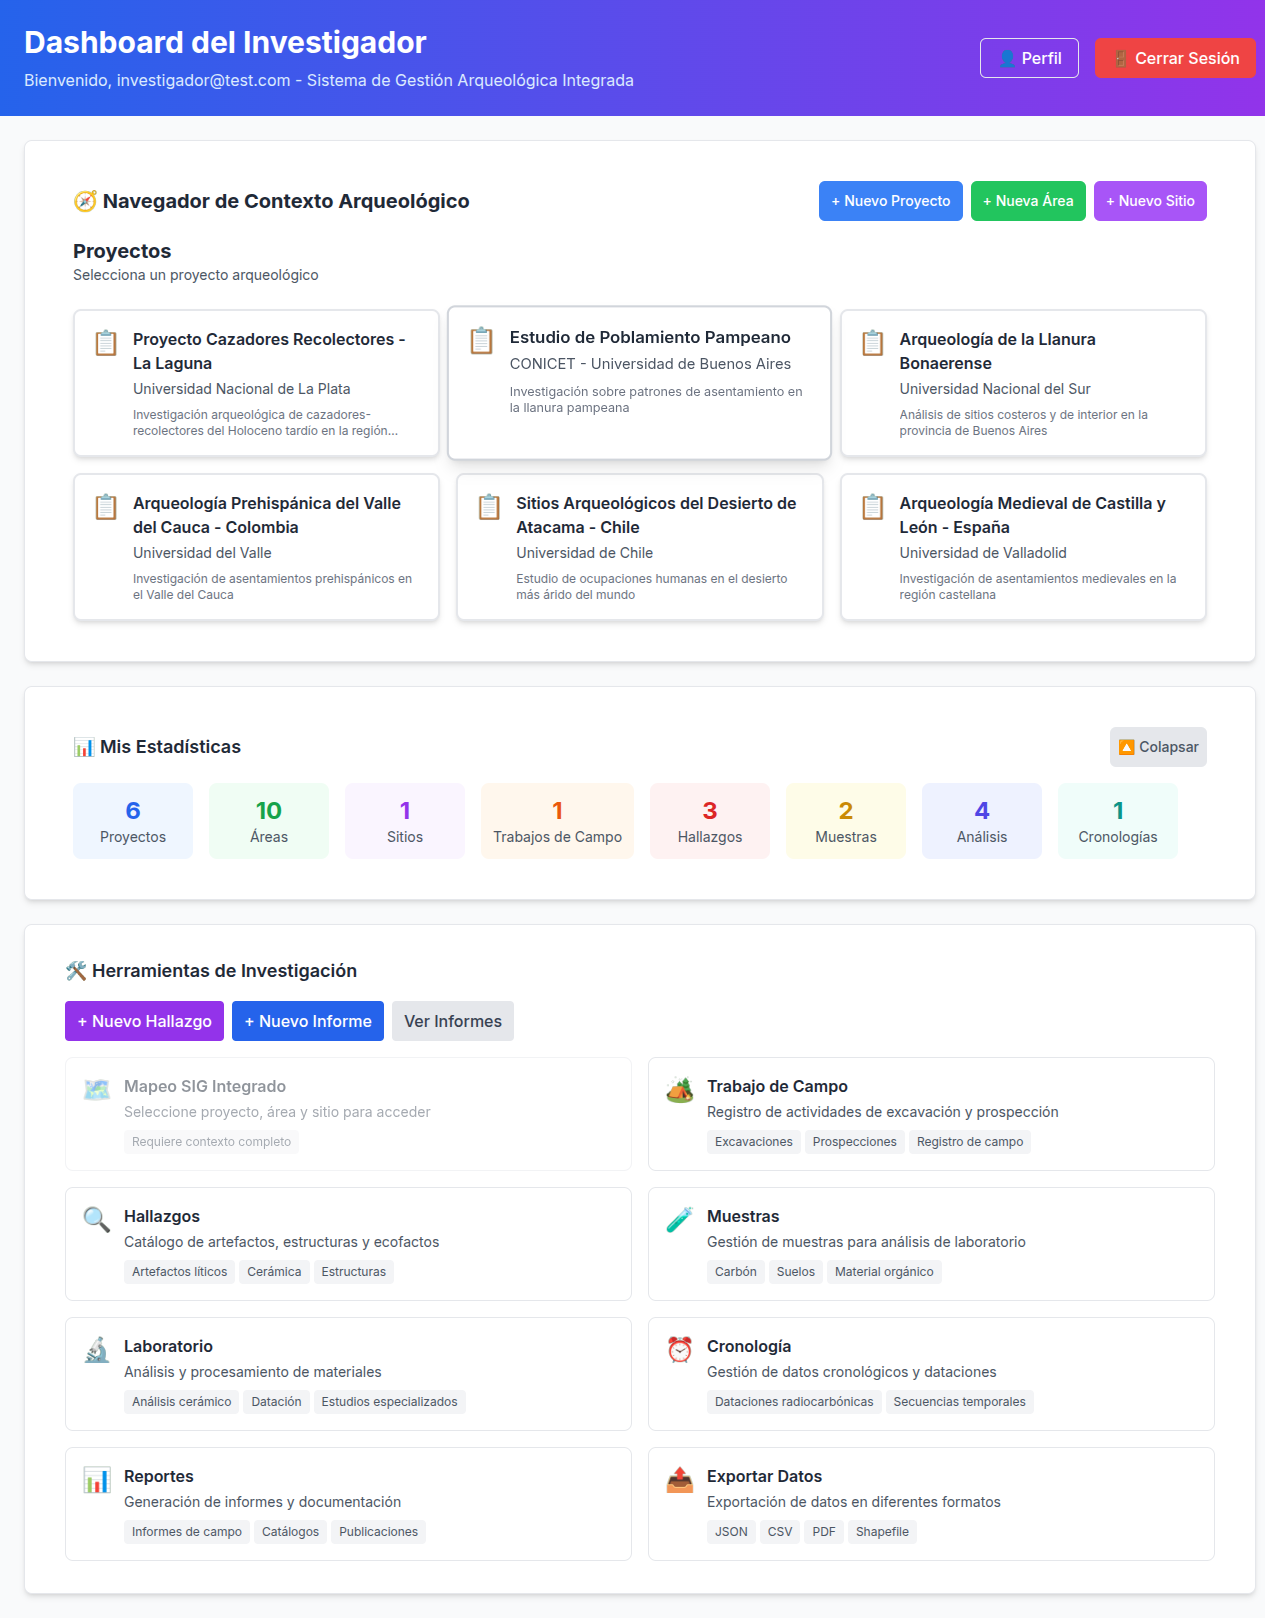 Dashboard del Investigador
Bienvenido, investigador@test.com - Sistema de Gestión Arqueológica Integrada
Perfil
Cerrar Sesión
Navegador de Contexto Arqueológico
+ Nuevo Proyecto
+ Nueva Área
+ Nuevo Sitio
Proyectos
Selecciona un proyecto arqueológico
Proyecto Cazadores Recolectores -
La Laguna
Universidad Nacional de La Plata
Investigación arqueológica de cazadores-
recolectores del Holoceno tardío en la región...
Estudio de Poblamiento Pampeano
CONICET - Universidad de Buenos Aires
Investigación sobre patrones de asentamiento en
la llanura pampeana
Arqueología de la Llanura
Bonaerense
Universidad Nacional del Sur
Análisis de sitios costeros y de interior en la
provincia de Buenos Aires
Arqueología Prehispánica del Valle
del Cauca - Colombia
Universidad del Valle
Investigación de asentamientos prehispánicos en
el Valle del Cauca
Sitios Arqueológicos del Desierto de
Atacama - Chile
Universidad de Chile
Estudio de ocupaciones humanas en el desierto
más árido del mundo
Arqueología Medieval de Castilla y
León - España
Universidad de Valladolid
Investigación de asentamientos medievales en la
región castellana
Mis Estadísticas
Colapsar
6
Proyectos
10
Áreas
1
Sitios
1
Trabajos de Campo
3
Hallazgos
2
Muestras
4
Análisis
1
Cronologías
Herramientas de Investigación
+ Nuevo Hallazgo
+ Nuevo Informe
Ver Informes
Mapeo SIG Integrado
Seleccione proyecto, área y sitio para acceder
Requiere contexto completo
Trabajo de Campo
Registro de actividades de excavación y prospección
Excavaciones
Prospecciones
Registro de campo
Hallazgos
Catálogo de artefactos, estructuras y ecofactos
Artefactos líticos
Cerámica
Estructuras
Muestras
Gestión de muestras para análisis de laboratorio
Carbón
Suelos
Material orgánico
Laboratorio
Análisis y procesamiento de materiales
Análisis cerámico
Datación
Estudios especializados
Cronología
Gestión de datos cronológicos y dataciones
Dataciones radiocarbónicas
Secuencias temporales
Reportes
Generación de informes y documentación
Informes de campo
Catálogos
Publicaciones
Exportar Datos
Exportación de datos en diferentes formatos
JSON
CSV
PDF
Shapefile